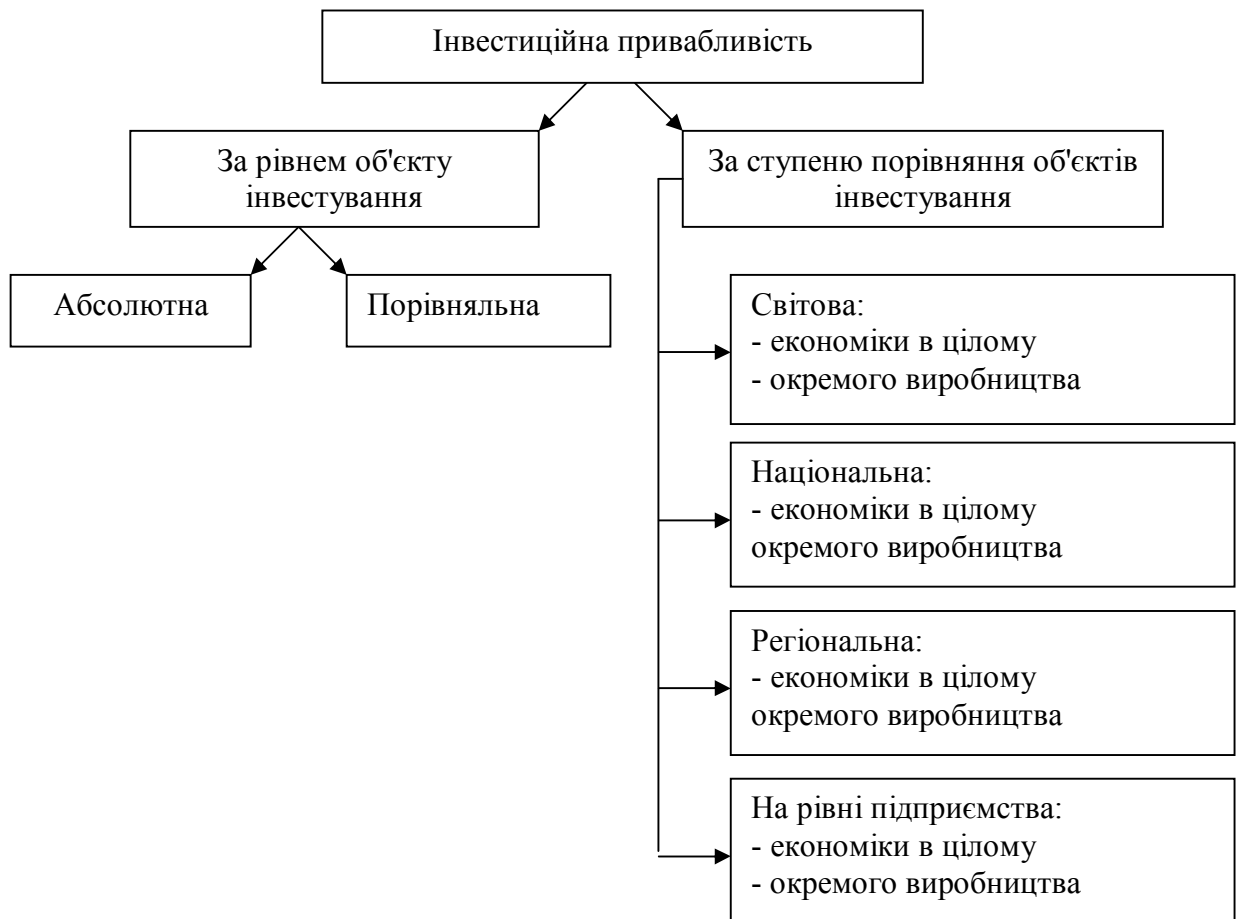 Інвестиційна привабливість
За рівнем об'єкту
інвестування
За ступеню порівняння об'єктів
інвестування
Абсолютна
Порівняльна
Світова:
- економіки в цілому
- окремого виробництва
Національна:
- економіки в цілому
окремого виробництва
Регіональна:
- економіки в цілому
окремого виробництва
На рівні підприємства:
- економіки в цілому
- окремого виробництва